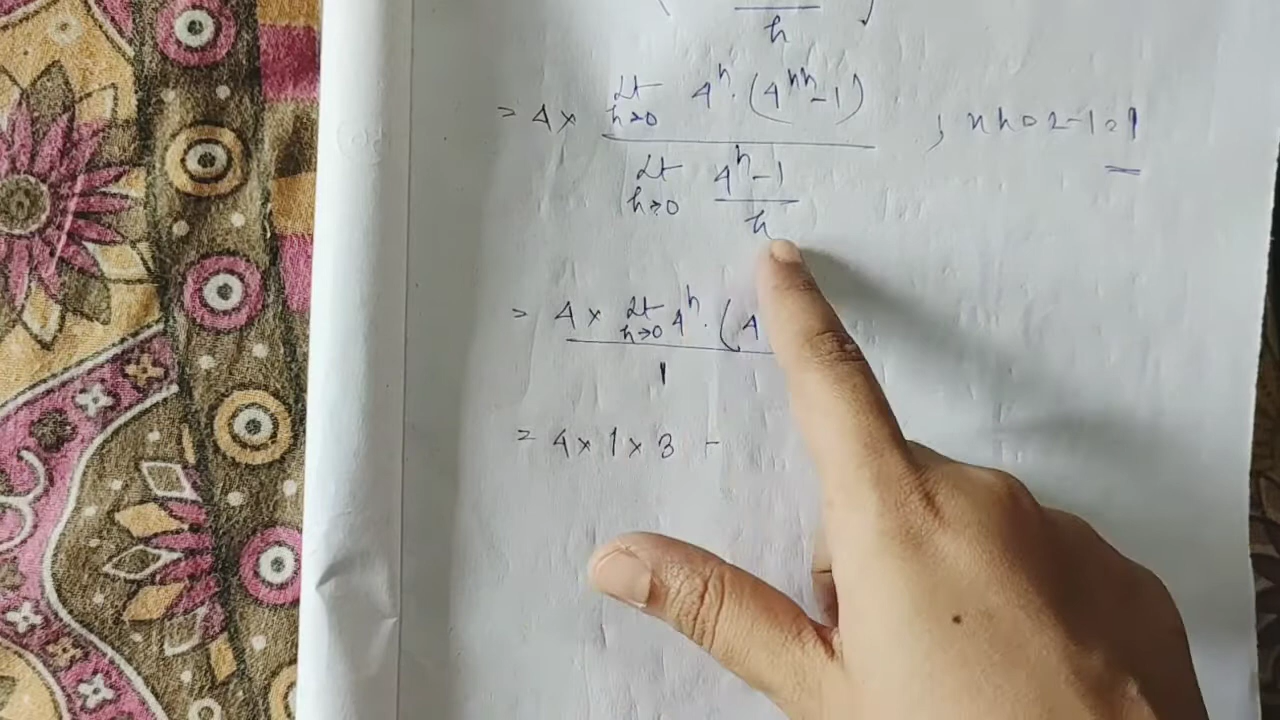 h
= 4 × Lt h→0 4^h · (4^{nh} - 1) , nh = 2-1 = 1
Lt h→0 4^h - 1
h
= 4 × Lt h→0 4^h · (4
1
= 4 × 1 × 3 -